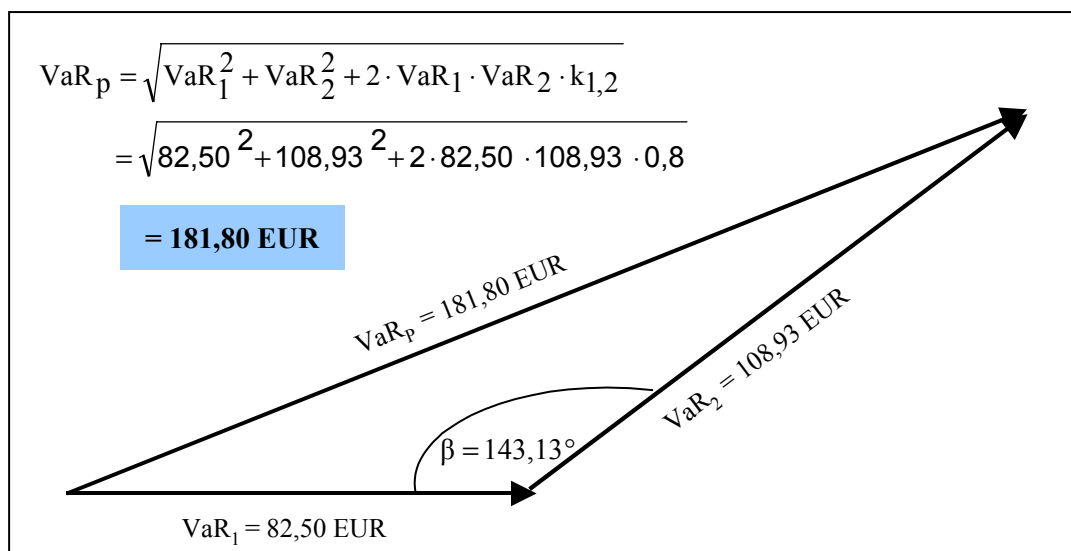 VaR_p = √(VaR_1^2 + VaR_2^2 + 2 · VaR_1 · VaR_2 · k_1,2)
= √(82,50^2 + 108,93^2 + 2 · 82,50 · 108,93 · 0,8)
= 181,80 EUR
VaR_P = 181,80 EUR
VaR_2 = 108,93 EUR
β = 143,13°
VaR_1 = 82,50 EUR